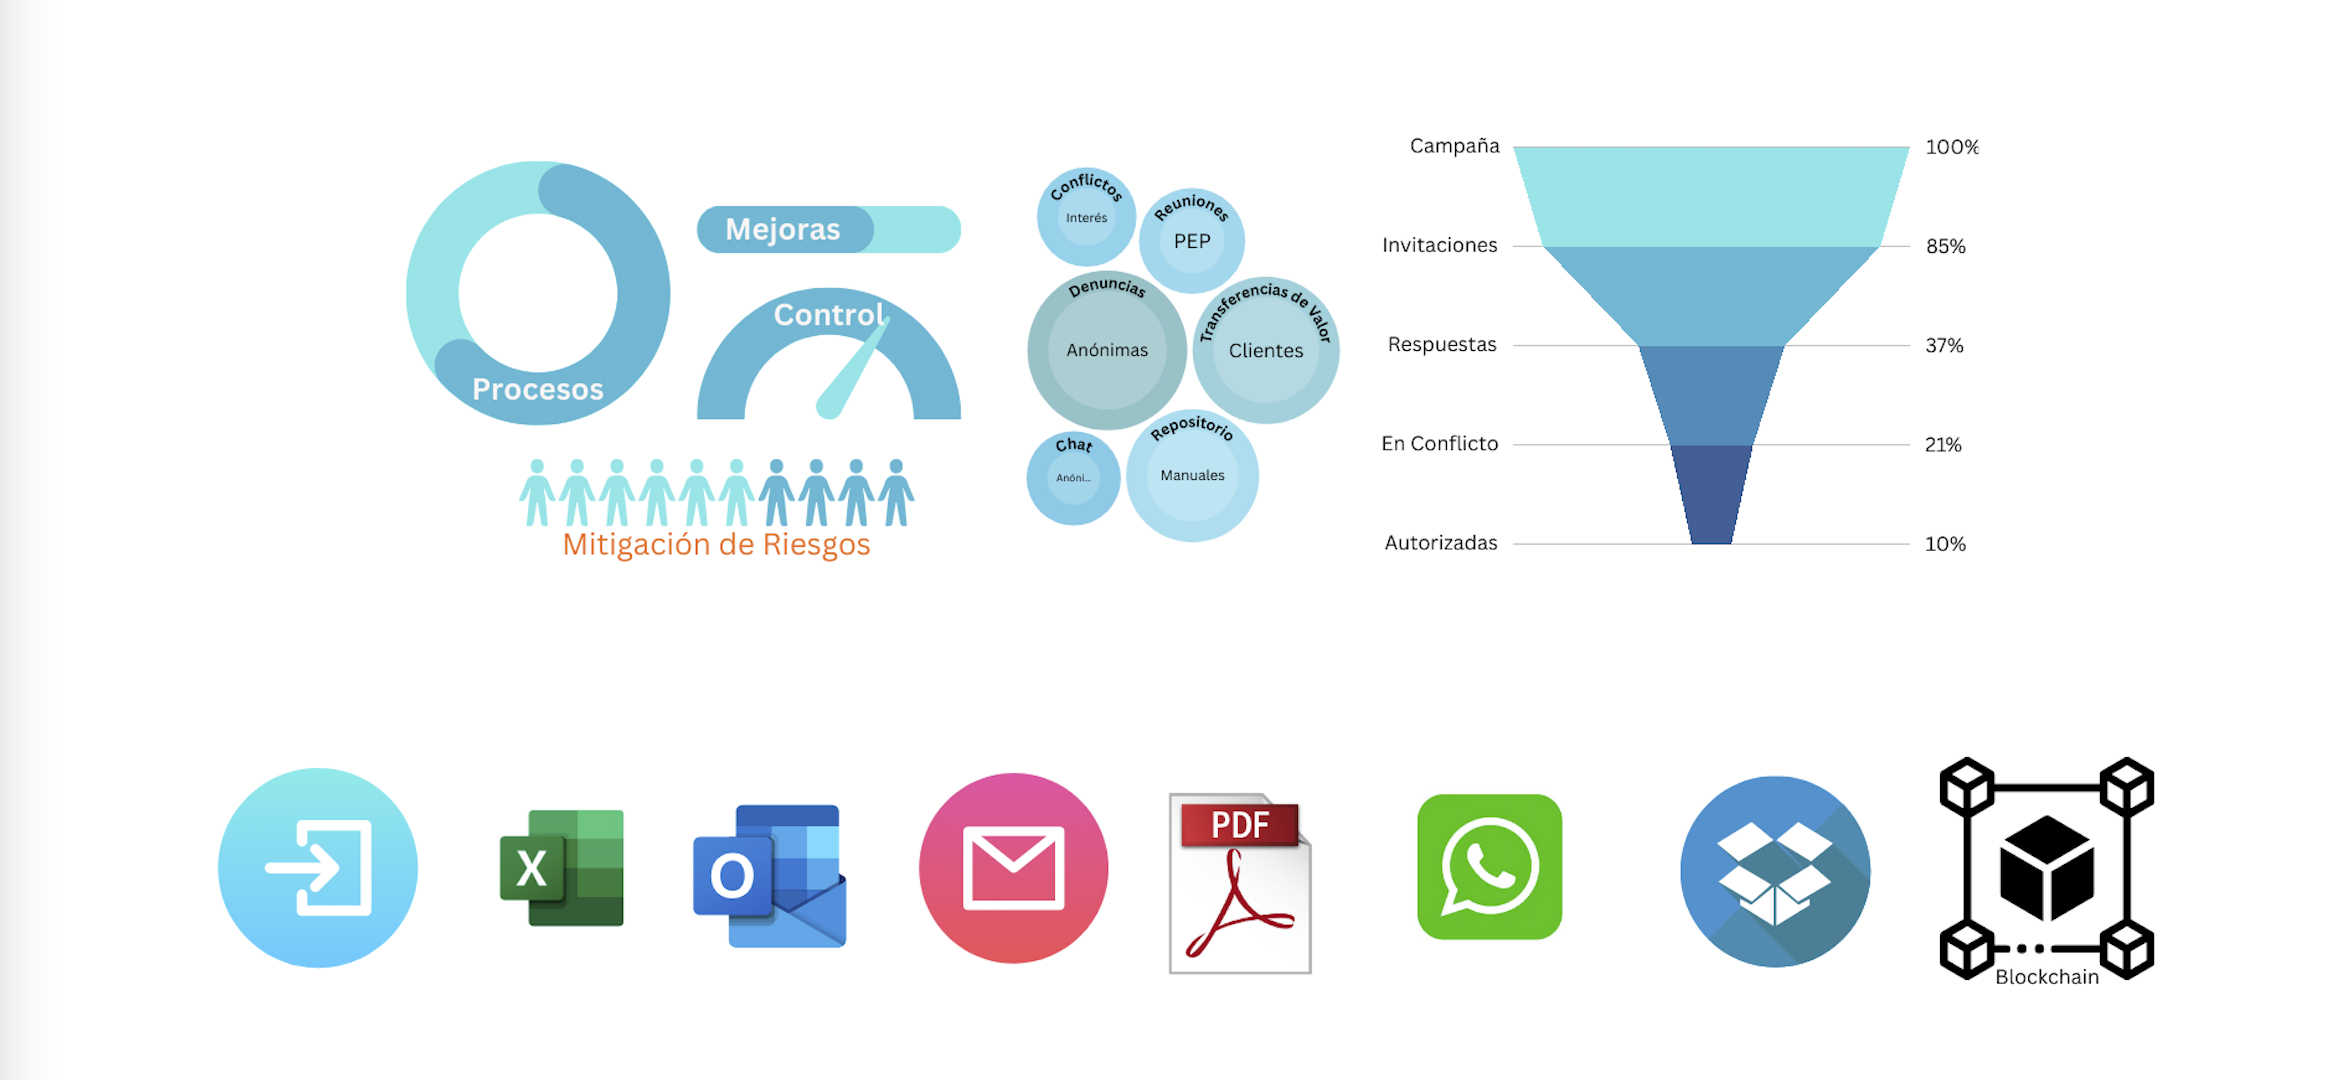 Procesos
Mejoras
Control
Mitigación de Riesgos
Conflictos
Interés
Reuniones
PEP
Denuncias
Anónimas
Transferencias de Valor
Clientes
Chat
Anóni...
Repositorio
Manuales
Campaña 100%
Invitaciones 85%
Respuestas 37%
En Conflicto 21%
Autorizadas 10%
X
O
PDF
Blockchain